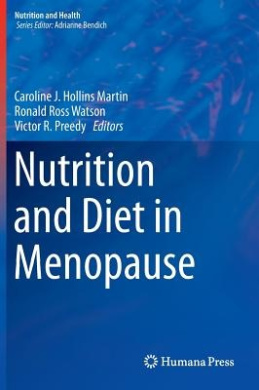 Nutrition and Health
Series Editor: Adrianne Bendich
Caroline J. Hollins Martin
Ronald Ross Watson
Victor R. Preedy Editors
Nutrition
and Diet in
Menopause
Humana Press